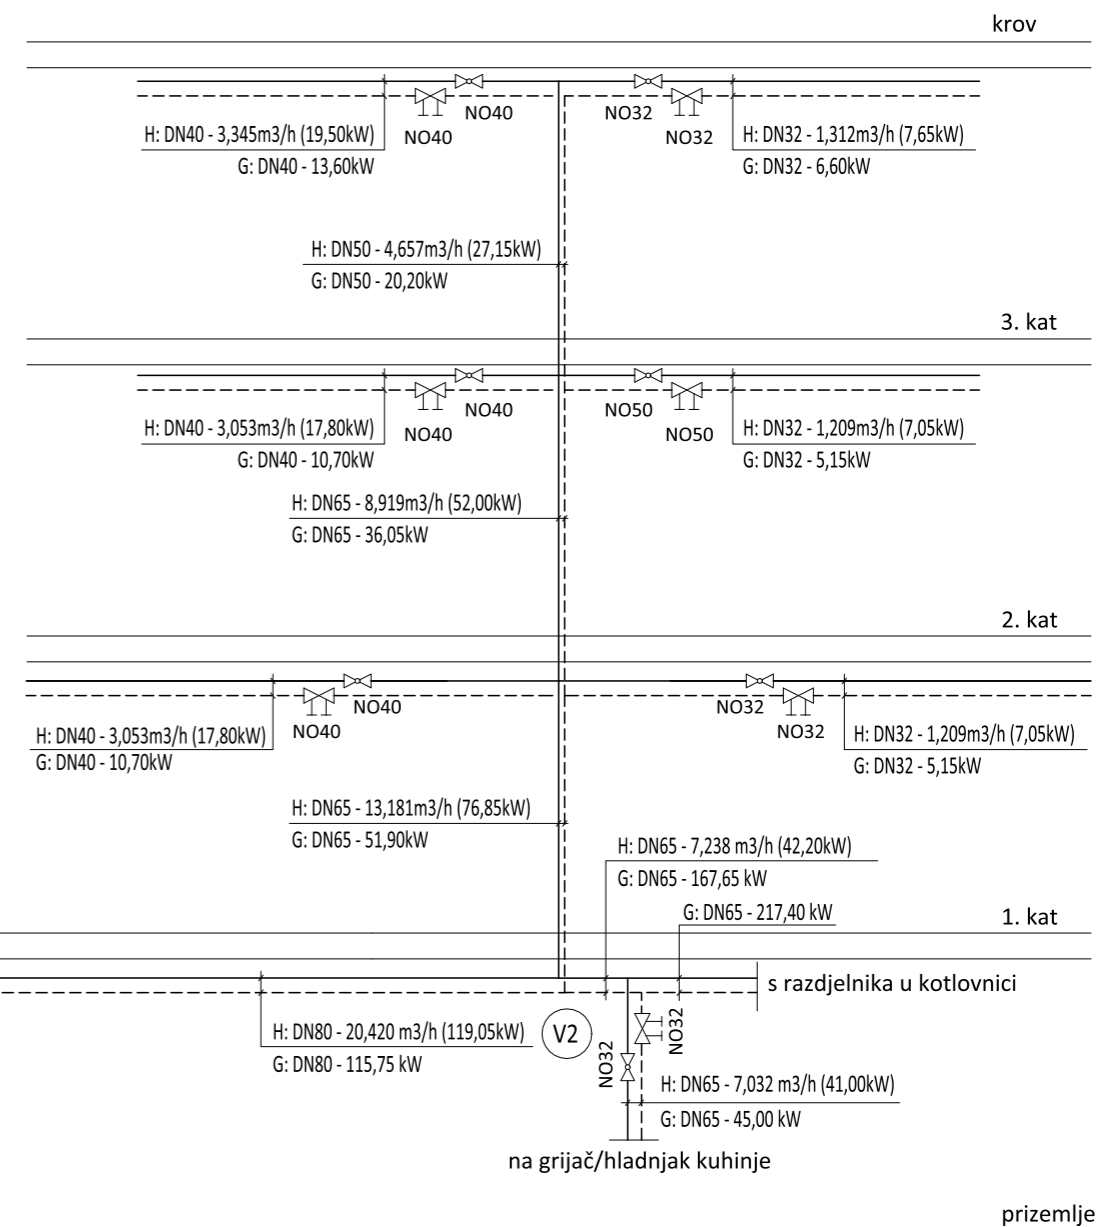 krov
NO40
NO32
NO40
NO32
H: DN40 - 3,345m3/h (19,50kW)
G: DN40 - 13,60kW
H: DN32 - 1,312m3/h (7,65kW)
G: DN32 - 6,60kW
H: DN50 - 4,657m3/h (27,15kW)
G: DN50 - 20,20kW
3. kat
NO40
NO50
NO40
NO50
H: DN40 - 3,053m3/h (17,80kW)
G: DN40 - 10,70kW
H: DN32 - 1,209m3/h (7,05kW)
G: DN32 - 5,15kW
H: DN65 - 8,919m3/h (52,00kW)
G: DN65 - 36,05kW
2. kat
NO40
NO32
NO40
NO32
H: DN40 - 3,053m3/h (17,80kW)
G: DN40 - 10,70kW
H: DN32 - 1,209m3/h (7,05kW)
G: DN32 - 5,15kW
H: DN65 - 13,181m3/h (76,85kW)
G: DN65 - 51,90kW
H: DN65 - 7,238 m3/h (42,20kW)
G: DN65 - 167,65 kW
G: DN65 - 217,40 kW
1. kat
s razdjelnika u kotlovnici
H: DN80 - 20,420 m3/h (119,05kW)
G: DN80 - 115,75 kW
V2
NO32
NO32
H: DN65 - 7,032 m3/h (41,00kW)
G: DN65 - 45,00 kW
na grijač/hladnjak kuhinje
prizemlje